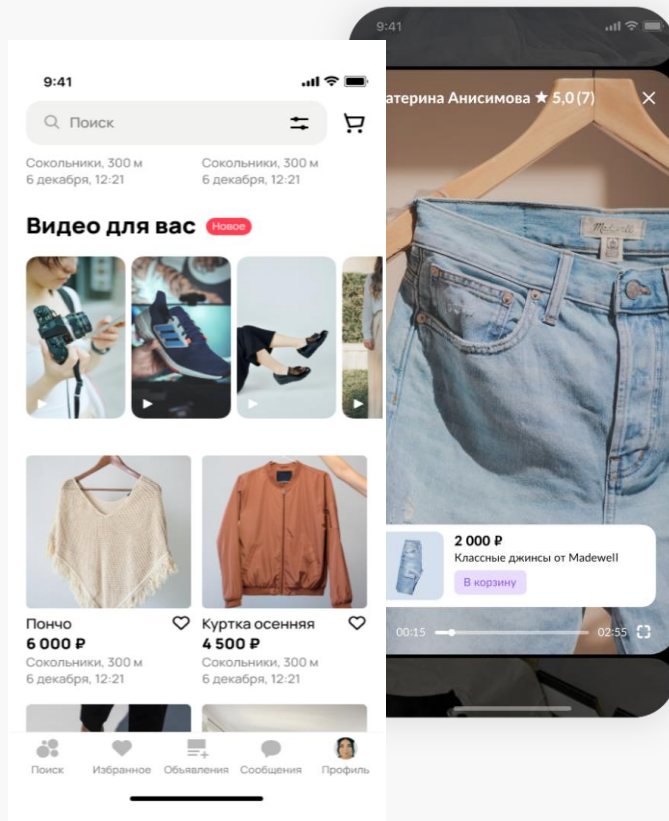 9:41
Поиск
Сокольники, 300 м
6 декабря, 12:21
Сокольники, 300 м
6 декабря, 12:21
Видео для вас
Новое
Пончо
6 000 ₽
Сокольники, 300 м
6 декабря, 12:21
Куртка осенняя
4 500 ₽
Сокольники, 300 м
6 декабря, 12:21
Поиск
Избранное
Объявления
Сообщения
Профиль
9:41
атерина Анисимова ★ 5,0 (7)
Madewell
2 000 ₽
Классные джинсы от Madewell
В корзину
00:15
02:55